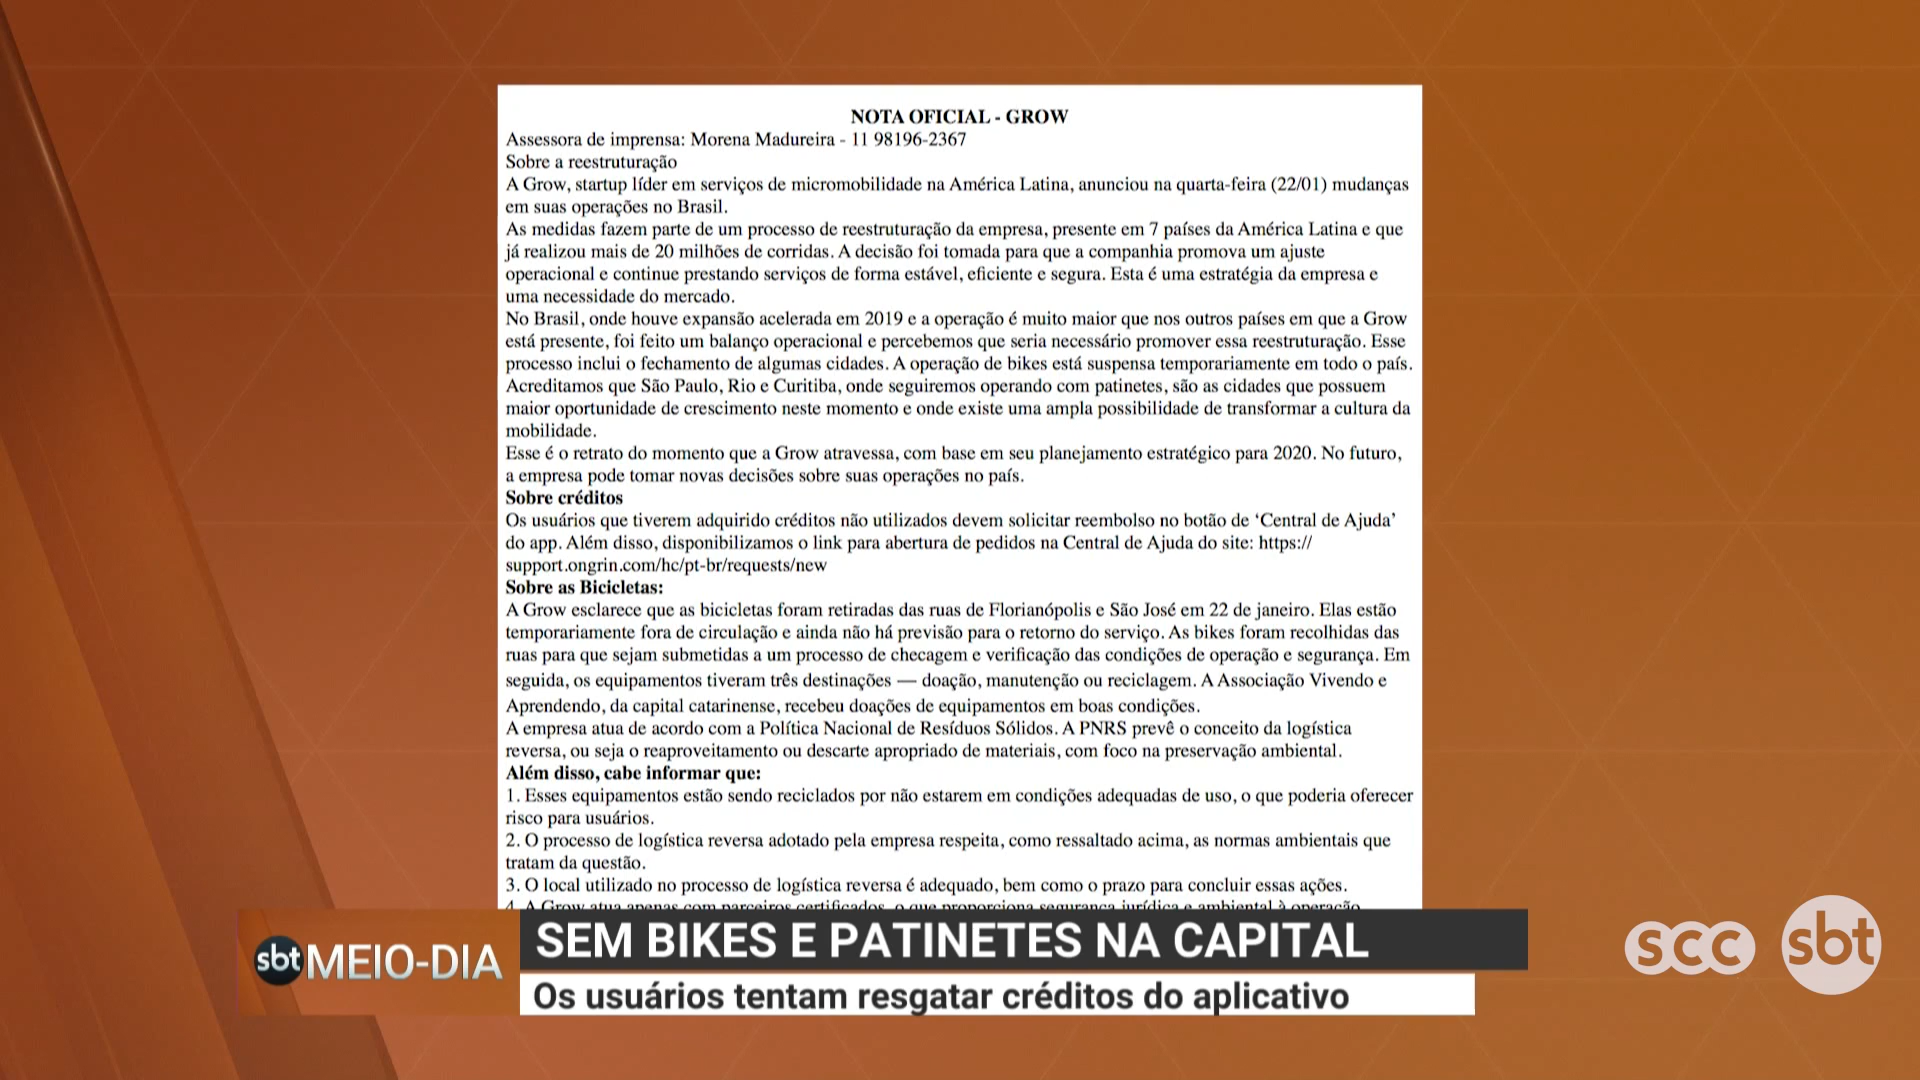 NOTA OFICIAL - GROW
Assessora de imprensa: Morena Madureira - 11 98196-2367
Sobre a reestruturação
A Grow, startup líder em serviços de micromobilidade na América Latina, anunciou na quarta-feira (22/01) mudanças
em suas operações no Brasil.
As medidas fazem parte de um processo de reestruturação da empresa, presente em 7 países da América Latina e que
já realizou mais de 20 milhões de corridas. A decisão foi tomada para que a companhia promova um ajuste
operacional e continue prestando serviços de forma estável, eficiente e segura. Esta é uma estratégia da empresa e
uma necessidade do mercado.
No Brasil, onde houve expansão acelerada em 2019 e a operação é muito maior que nos outros países em que a Grow
está presente, foi feito um balanço operacional e percebemos que seria necessário promover essa reestruturação. Esse
processo inclui o fechamento de algumas cidades. A operação de bikes está suspensa temporariamente em todo o país.
Acreditamos que São Paulo, Rio e Curitiba, onde seguiremos operando com patinetes, são as cidades que possuem
maior oportunidade de crescimento neste momento e onde existe uma ampla possibilidade de transformar a cultura da
mobilidade.
Esse é o retrato do momento que a Grow atravessa, com base em seu planejamento estratégico para 2020. No futuro,
a empresa pode tomar novas decisões sobre suas operações no país.
Sobre créditos
Os usuários que tiverem adquirido créditos não utilizados devem solicitar reembolso no botão de ‘Central de Ajuda’
do app. Além disso, disponibilizamos o link para abertura de pedidos na Central de Ajuda do site: https://
support.ongrin.com/hc/pt-br/requests/new
Sobre as Bicicletas:
A Grow esclarece que as bicicletas foram retiradas das ruas de Florianópolis e São José em 22 de janeiro. Elas estão
temporariamente fora de circulação e ainda não há previsão para o retorno do serviço. As bikes foram recolhidas das
ruas para que sejam submetidas a um processo de checagem e verificação das condições de operação e segurança. Em
seguida, os equipamentos tiveram três destinações — doação, manutenção ou reciclagem. A Associação Vivendo e
Aprendendo, da capital catarinense, recebeu doações de equipamentos em boas condições.
A empresa atua de acordo com a Política Nacional de Resíduos Sólidos. A PNRS prevê o conceito da logística
reversa, ou seja o reaproveitamento ou descarte apropriado de materiais, com foco na preservação ambiental.
Além disso, cabe informar que:
1. Esses equipamentos estão sendo reciclados por não estarem em condições adequadas de uso, o que poderia oferecer
risco para usuários.
2. O processo de logística reversa adotado pela empresa respeita, como ressaltado acima, as normas ambientais que
tratam da questão.
3. O local utilizado no processo de logística reversa é adequado, bem como o prazo para concluir essas ações.
4. A Grow atua apenas com parceiros certificados, o que proporciona segurança jurídica e ambiental à operação.
SEM BIKES E PATINETES NA CAPITAL
sbt MEIO-DIA
Os usuários tentam resgatar créditos do aplicativo
scc sbt